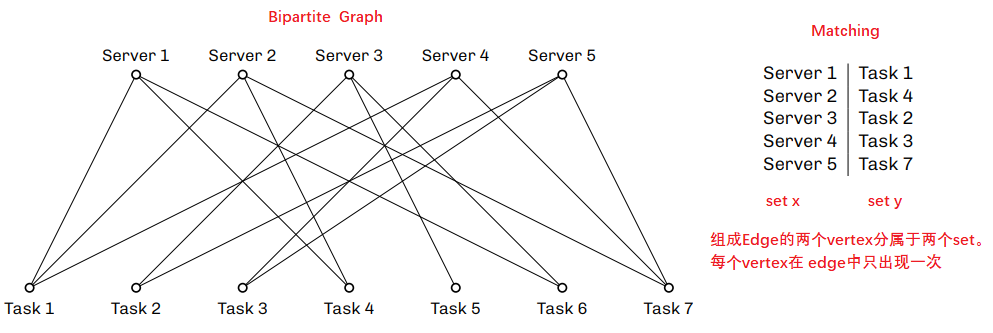 Bipartite Graph
Server 1 Server 2 Server 3 Server 4 Server 5
Task 1 Task 2 Task 3 Task 4 Task 5 Task 6 Task 7
Matching
Server 1 Task 1
Server 2 Task 4
Server 3 Task 2
Server 4 Task 3
Server 5 Task 7
set x set y
组成Edge的两个vertex分属于两个set。
每个vertex在 edge中只出现一次